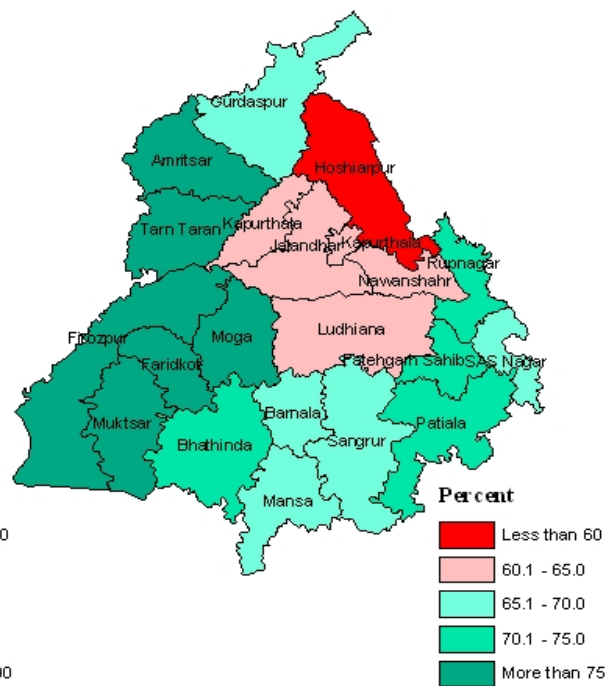 Gurdaspur
Hoshiarpur
Amritsar
Tarn Taran
Kapurthala
Jalandhar
Kapurthala
Rupnagar
Nawanshahr
Firozpur
Moga
Ludhiana
Faridkot
Fatehgarh Sahib
SAS Nagar
Muktsar
Barnala
Patiala
Bhathinda
Sangrur
Mansa
Percent
0
Less than 60
60.1 - 65.0
65.1 - 70.0
70.1 - 75.0
00
More than 75